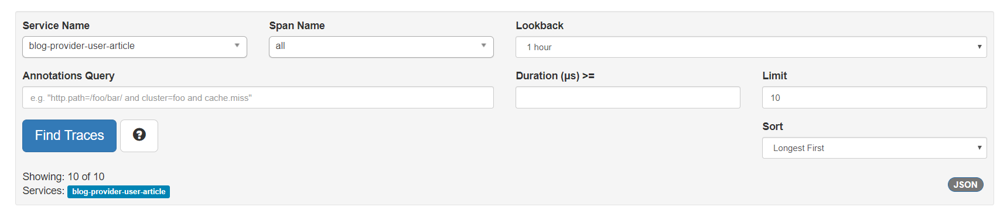 Service Name
Span Name
Lookback
blog-provider-user-article
all
1 hour
Annotations Query
Duration (µs) >=
Limit
e.g. "http.path=/foo/bar/ and cluster=foo and cache.miss"
10
Find Traces
?
Sort
Longest First
Showing: 10 of 10
Services: blog-provider-user-article
JSON